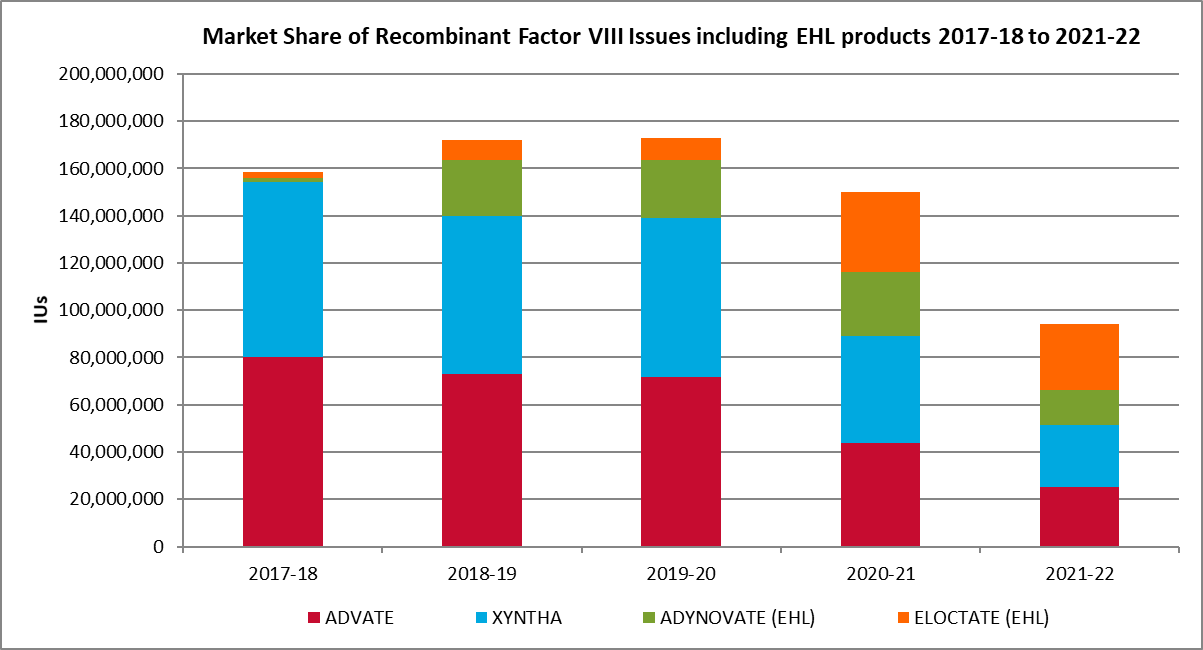 Market Share of Recombinant Factor VIII Issues including EHL products 2017-18 to 2021-22
200,000,000
180,000,000
160,000,000
140,000,000
120,000,000
100,000,000
80,000,000
60,000,000
40,000,000
20,000,000
0
IUs
2017-18 2018-19 2019-20 2020-21 2021-22
ADVATE XYNTHA ADYNOVATE (EHL) ELOCTATE (EHL)